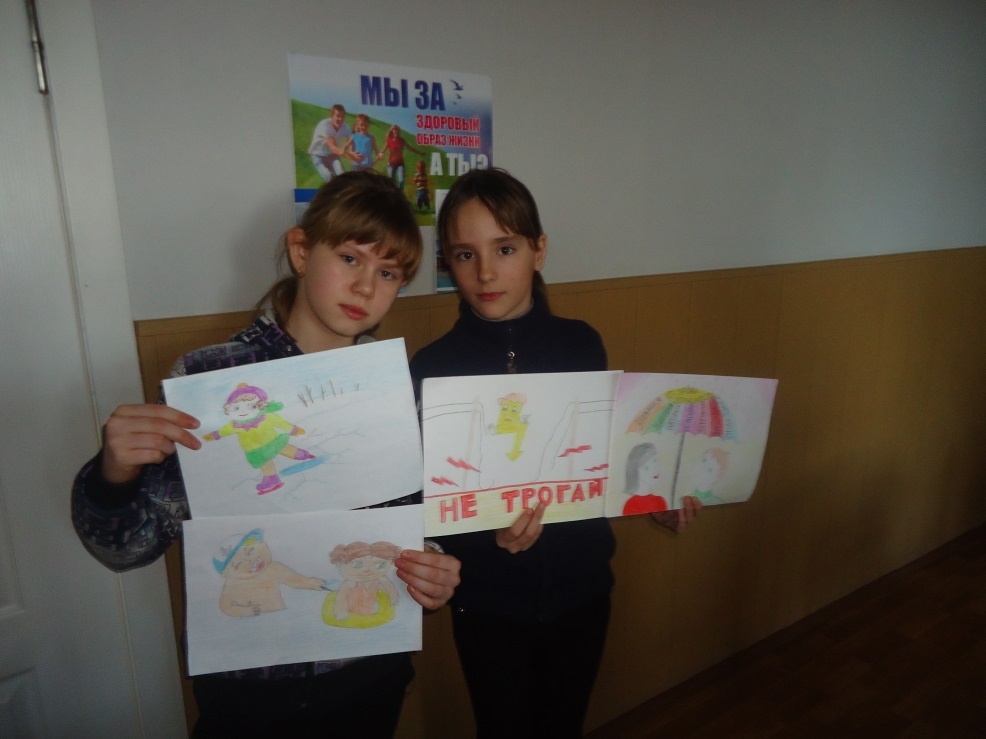 МЫ ЗА
ЗДОРОВЫЙ
ОБРАЗ ЖИЗНИ
А ТЫ?
НЕ ТРОГАЙ